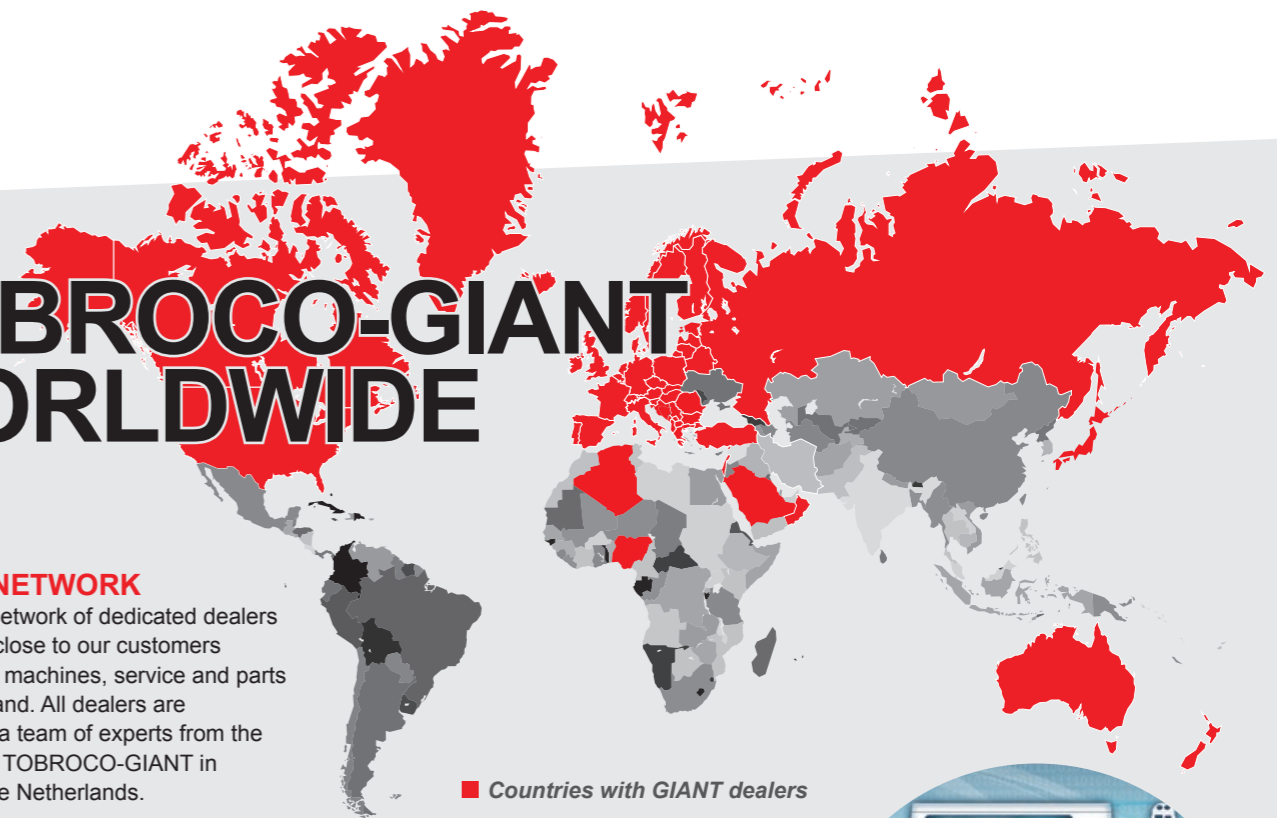 BROCO-GIANT
ORLDWIDE
NETWORK
etwork of dedicated dealers
close to our customers
machines, service and parts
and. All dealers are
a team of experts from the
TOBROCO-GIANT in
e Netherlands.
Countries with GIANT dealers